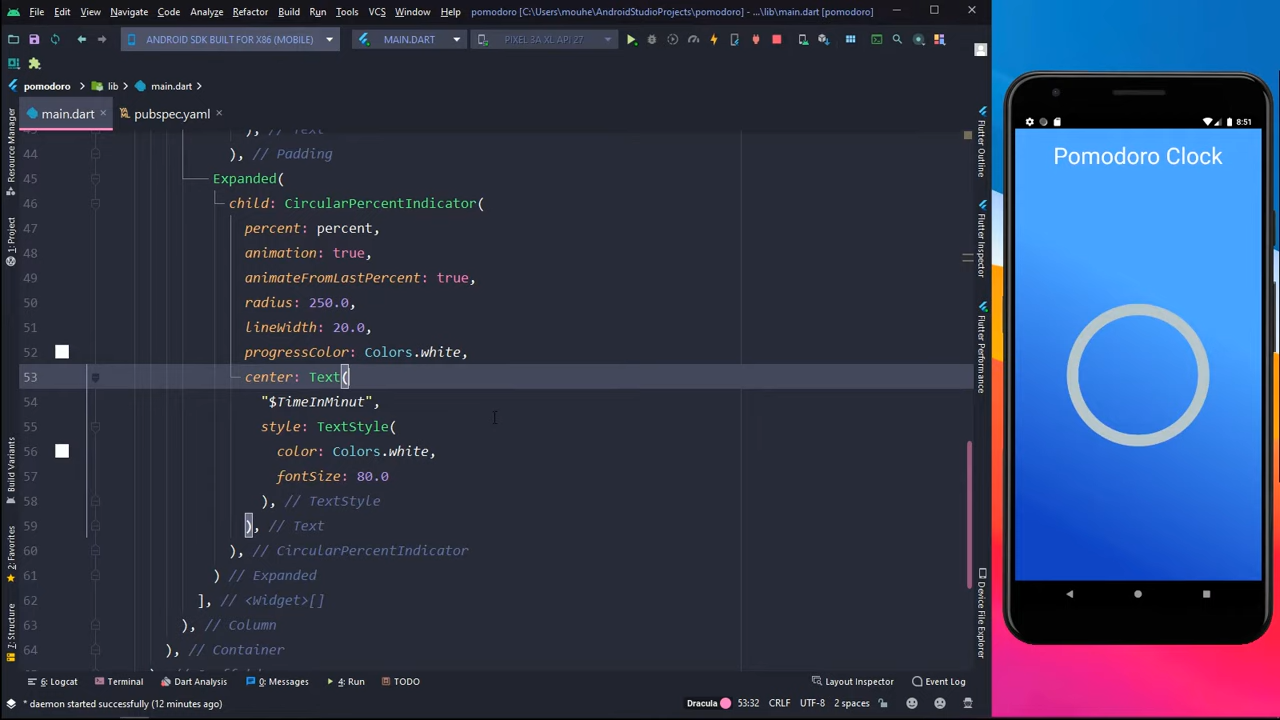 File Edit View Navigate Code Analyze Refactor Build Run Tools VCS Window Help pomodoro [C:\Users\mouhe\AndroidStudioProjects\pomodoro] - ...\lib\main.dart [pomodoro]
ANDROID SDK BUILT FOR X86 (MOBILE) MAIN.DART PIXEL 3A XL API 27
pomodoro lib main.dart
main.dart pubspec.yaml
), // Text
44 ), // Padding
45 Expanded(
46 child: CircularPercentIndicator(
47 percent: percent,
48 animation: true,
49 animateFromLastPercent: true,
50 radius: 250.0,
51 lineWidth: 20.0,
52 progressColor: Colors.white,
53 center: Text(
54 "$TimeInMinut",
55 style: TextStyle(
56 color: Colors.white,
57 fontSize: 80.0
58 ), // TextStyle
59 ), // Text
60 ), // CircularPercentIndicator
61 ) // Expanded
62 ], // <Widget>[]
63 ), // Column
64 ), // Container
Resource Manager
1: Project
Build Variants
2: Favorites
7: Structure
Flutter Outline
Flutter Inspector
Flutter Performance
Device File Explorer
8:51
Pomodoro Clock
6: Logcat Terminal Dart Analysis 0: Messages 4: Run TODO Layout Inspector Event Log
* daemon started successfully (12 minutes ago) Dracula 53:32 CRLF UTF-8 2 spaces